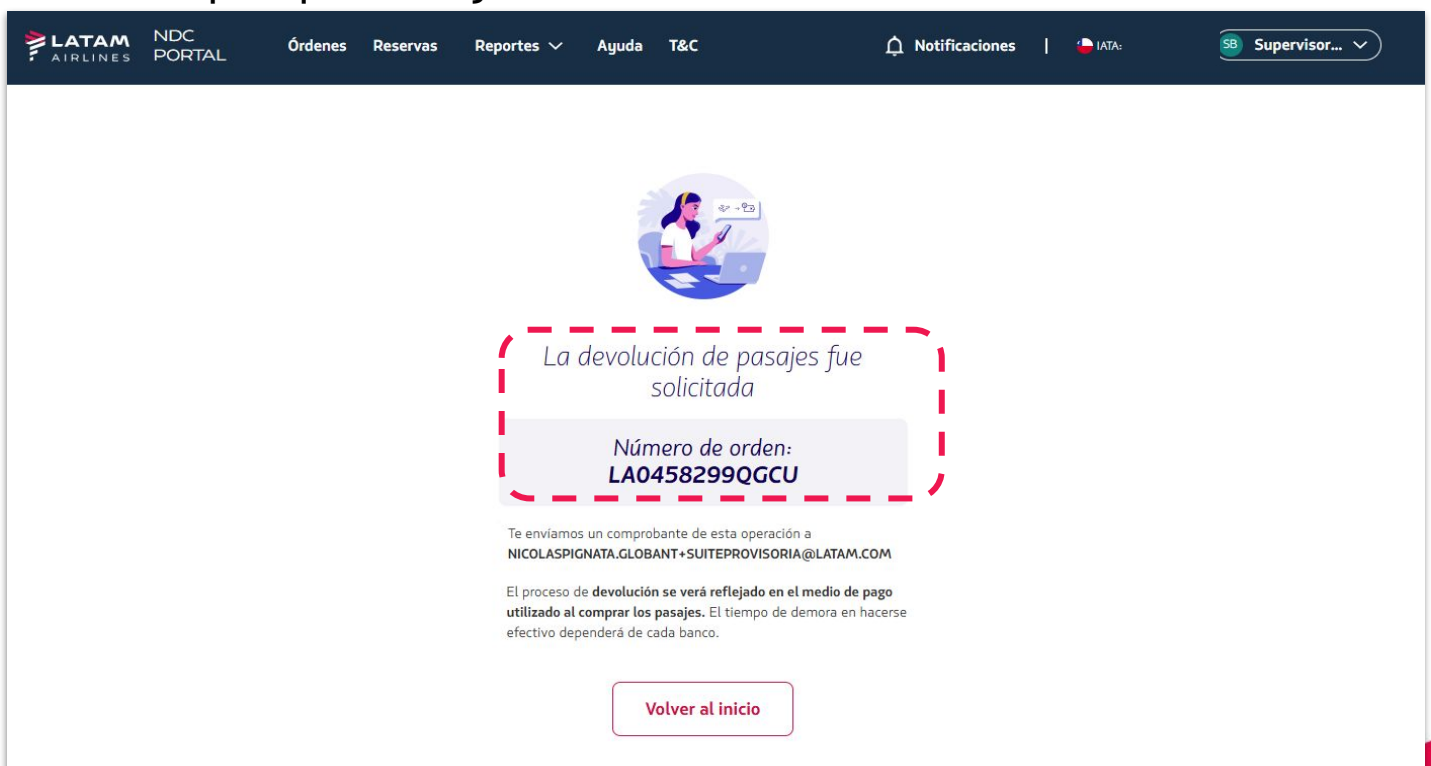 LATAM AIRLINES NDC PORTAL Órdenes Reservas Reportes Ayuda T&C Notificaciones | IATA: SB Supervisor...
La devolución de pasajes fue
solicitada
Número de orden:
LA0458299QGCU
Te enviamos un comprobante de esta operación a
NICOLASPIGNATA.GLOBANT+SUITEPROVISORIA@LATAM.COM
El proceso de devolución se verá reflejado en el medio de pago
utilizado al comprar los pasajes. El tiempo de demora en hacerse
efectivo dependerá de cada banco.
Volver al inicio